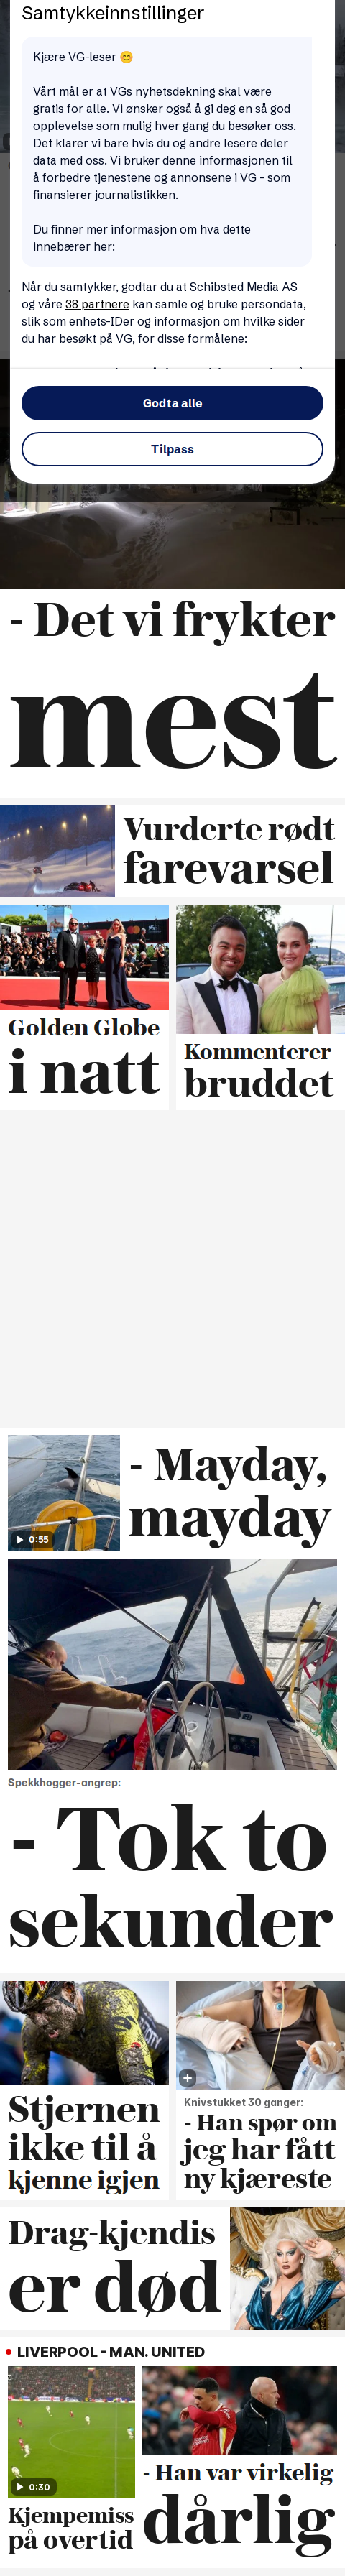 Samtykkeinnstillinger
Kjære VG-leser 😊
Vårt mål er at VGs nyhetsdekning skal være
gratis for alle. Vi ønsker også å gi deg en så god
opplevelse som mulig hver gang du besøker oss.
Det klarer vi bare hvis du og andre lesere deler
data med oss. Vi bruker denne informasjonen til
å forbedre tjenestene og annonsene i VG - som
finansierer journalistikken.
Du finner mer informasjon om hva dette
innebærer her:
Når du samtykker, godtar du at Schibsted Media AS
og våre 38 partnere kan samle og bruke persondata,
slik som enhets-IDer og informasjon om hvilke sider
du har besøkt på VG, for disse formålene:
Godta alle
Tilpass
- Det vi frykter
mest
Vurderte rødt
farevarsel
Golden Globe
i natt
Kommenterer
bruddet
0:55
- Mayday,
mayday
Spekkhogger-angrep:
- Tok to
sekunder
Stjernen
ikke til å
kjenne igjen
Knivstukket 30 ganger:
- Han spør om
jeg har fått
ny kjæreste
Drag-kjendis
er død
LIVERPOOL - MAN. UNITED
0:30
Kjempemiss
på overtid
- Han var virkelig
dårlig